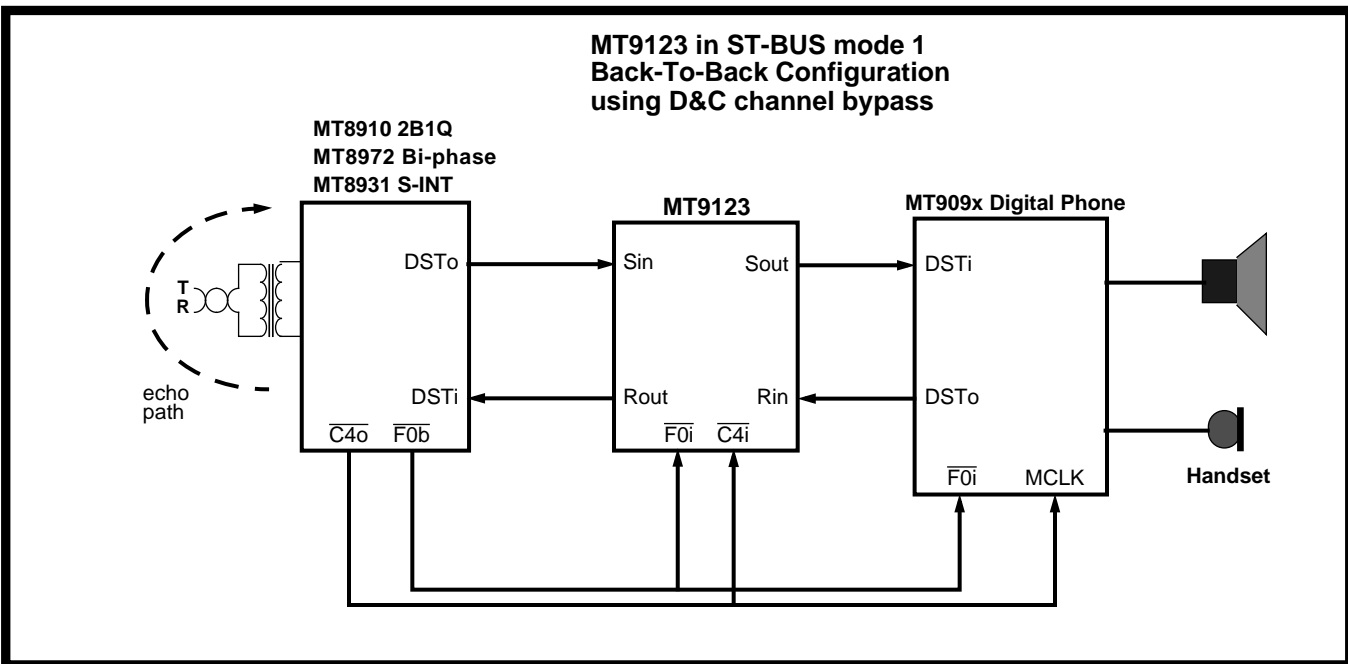 MT9123 in ST-BUS mode 1
Back-To-Back Configuration
using D&C channel bypass
MT8910 2B1Q
MT8972 Bi-phase
MT8931 S-INT
MT9123
MT909x Digital Phone
DSTo
Sin
Sout
DSTi
T
R
echo
path
DSTi
Rout
Rin
DSTo
C4o
F0b
F0i
C4i
F0i
MCLK
Handset